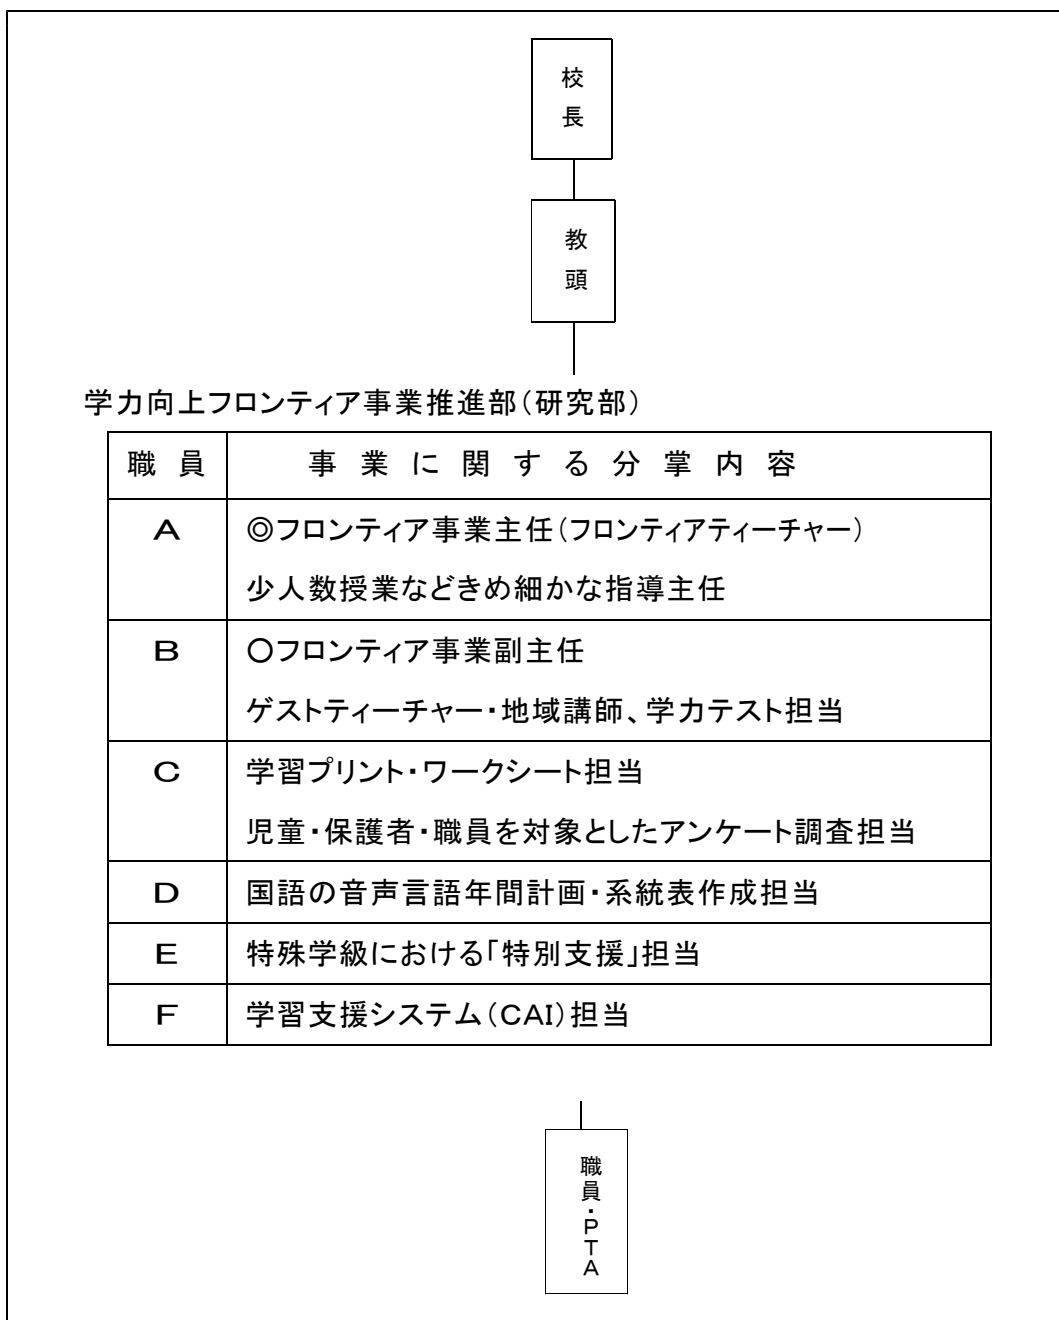 校長
教頭
学力向上フロンティア事業推進部(研究部)
職員 事業に関する分掌内容
A ◎フロンティア事業主任(フロンティアティーチャー)
少人数授業などきめ細かな指導主任
B ○フロンティア事業副主任
ゲストティーチャー・地域講師、学力テスト担当
C 学習プリント・ワークシート担当
児童・保護者・職員を対象としたアンケート調査担当
D 国語の音声言語年間計画・系統表作成担当
E 特殊学級における「特別支援」担当
F 学習支援システム(CAI)担当
職員・PTA